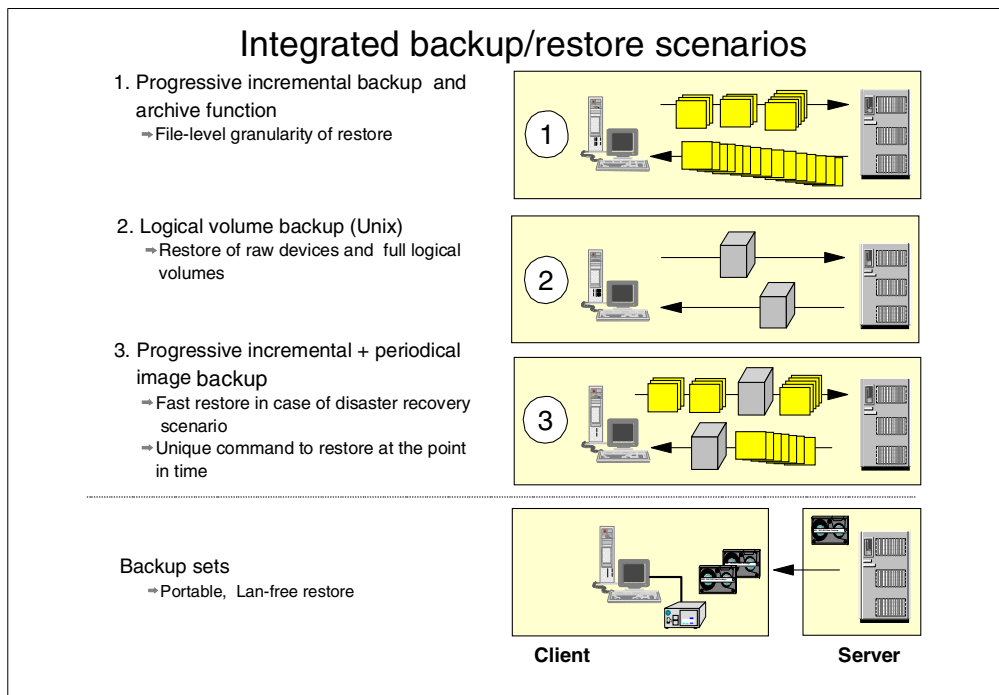 Integrated backup/restore scenarios
1. Progressive incremental backup and
archive function
⇒File-level granularity of restore
1
2. Logical volume backup (Unix)
⇒Restore of raw devices and full logical
volumes
2
3. Progressive incremental + periodical
image backup
⇒Fast restore in case of disaster recovery
scenario
⇒Unique command to restore at the point
in time
3
Backup sets
⇒Portable, Lan-free restore
Client
Server